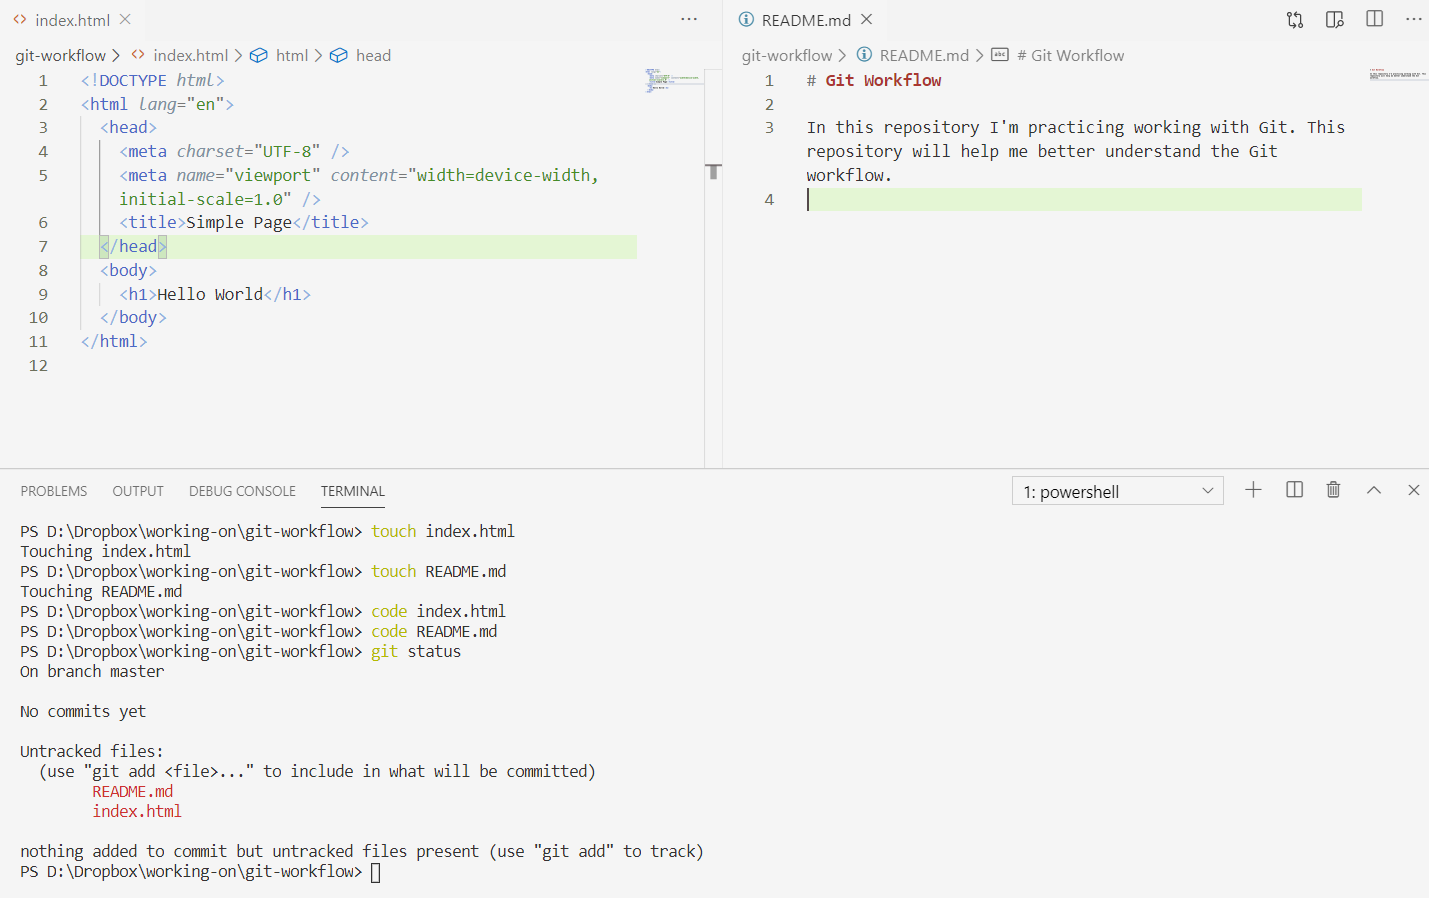 index.html
git-workflow > index.html > html > head
1 <!DOCTYPE html>
2 <html lang="en">
3 <head>
4 <meta charset="UTF-8" />
5 <meta name="viewport" content="width=device-width,
initial-scale=1.0" />
6 <title>Simple Page</title>
7 </head>
8 <body>
9 <h1>Hello World</h1>
10 </body>
11 </html>
12
README.md
git-workflow > README.md > abc # Git Workflow
1 # Git Workflow
2
3 In this repository I'm practicing working with Git. This
repository will help me better understand the Git
workflow.
4
PROBLEMS OUTPUT DEBUG CONSOLE TERMINAL 1: powershell
PS D:\Dropbox\working-on\git-workflow> touch index.html
Touching index.html
PS D:\Dropbox\working-on\git-workflow> touch README.md
Touching README.md
PS D:\Dropbox\working-on\git-workflow> code index.html
PS D:\Dropbox\working-on\git-workflow> code README.md
PS D:\Dropbox\working-on\git-workflow> git status
On branch master
No commits yet
Untracked files:
(use "git add <file>..." to include in what will be committed)
README.md
index.html
nothing added to commit but untracked files present (use "git add" to track)
PS D:\Dropbox\working-on\git-workflow>